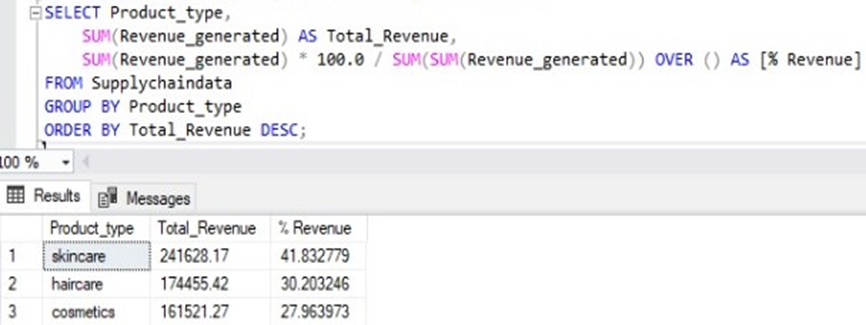 SELECT Product_type,
SUM(Revenue_generated) AS Total_Revenue,
SUM(Revenue_generated) * 100.0 / SUM(SUM(Revenue_generated)) OVER () AS [% Revenue]
FROM Supplychaindata
GROUP BY Product_type
ORDER BY Total_Revenue DESC;
100 %
Results Messages
Product_type Total_Revenue % Revenue
1 skincare 241628.17 41.832779
2 haircare 174455.42 30.203246
3 cosmetics 161521.27 27.963973